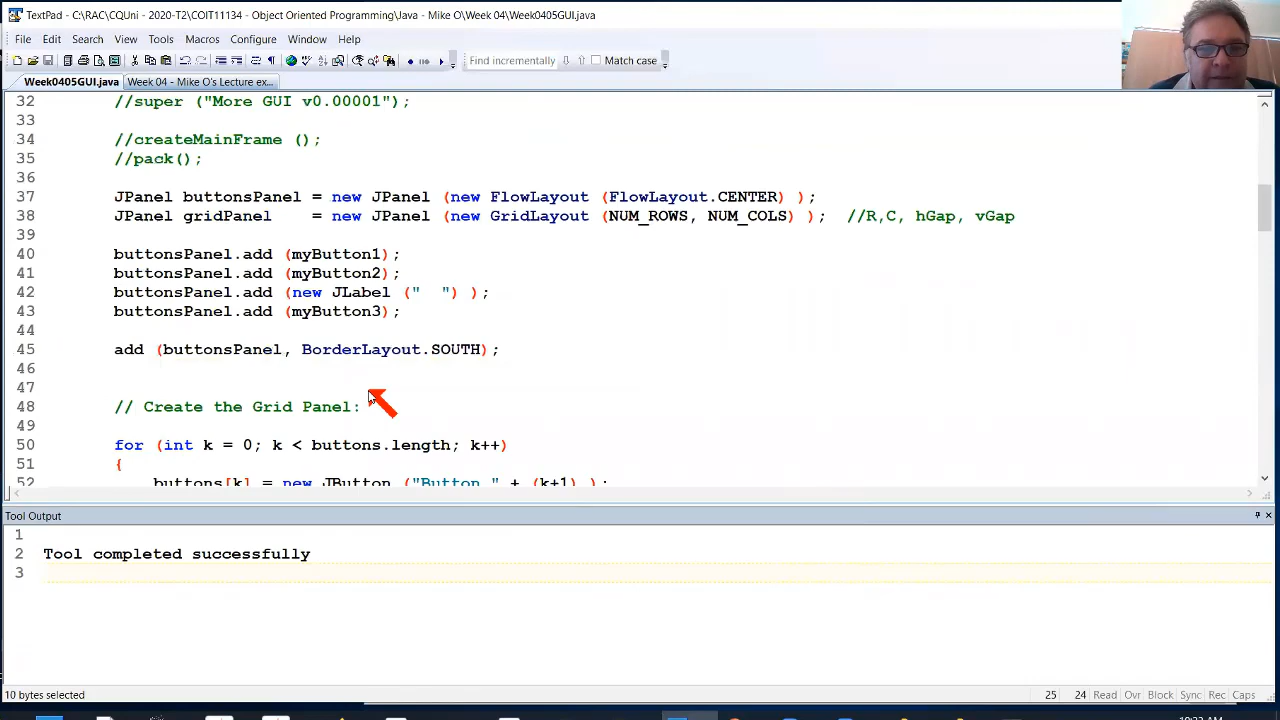 TextPad - C:\RAC\CQUni - 2020-T2\COIT11134 - Object Oriented Programming\Java - Mike O\Week 04\Week0405GUI.java
File Edit Search View Tools Macros Configure Window Help
Find incrementally Match case
Week0405GUI.java Week 04 - Mike O's Lecture ex...
32 //super ("More GUI v0.00001");
33
34 //createMainFrame ();
35 //pack();
36
37 JPanel buttonsPanel = new JPanel (new FlowLayout (FlowLayout.CENTER) );
38 JPanel gridPanel    = new JPanel (new GridLayout (NUM_ROWS, NUM_COLS) );  //R,C, hGap, vGap
39
40 buttonsPanel.add (myButton1);
41 buttonsPanel.add (myButton2);
42 buttonsPanel.add (new JLabel ("  ") );
43 buttonsPanel.add (myButton3);
44
45 add (buttonsPanel, BorderLayout.SOUTH);
46
47
48 // Create the Grid Panel:
49
50 for (int k = 0; k < buttons.length; k++)
51 {
52 buttons[k] = new JButton ("Button " + (k+1) );
Tool Output
1
2 Tool completed successfully
3
10 bytes selected 25 24 Read Ovr Block Sync Rec Caps